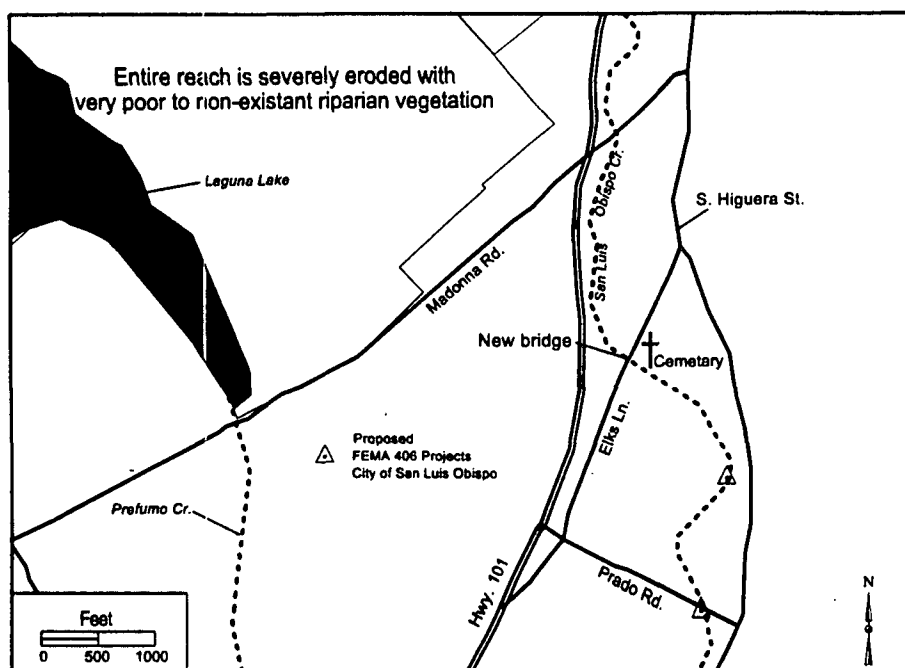 Entire reach is severely eroded with
very poor to non-existant riparian vegetation
Laguna Lake
Obispo Cr.
San Luis
S. Higuera St.
Madonna Rd.
New bridge
Cemetary
Elks Ln.
Proposed
FEMA 406 Projects
City of San Luis Obispo
Prefumo Cr.
Prado Rd.
Hwy. 101
N
Feet
0 500 1000